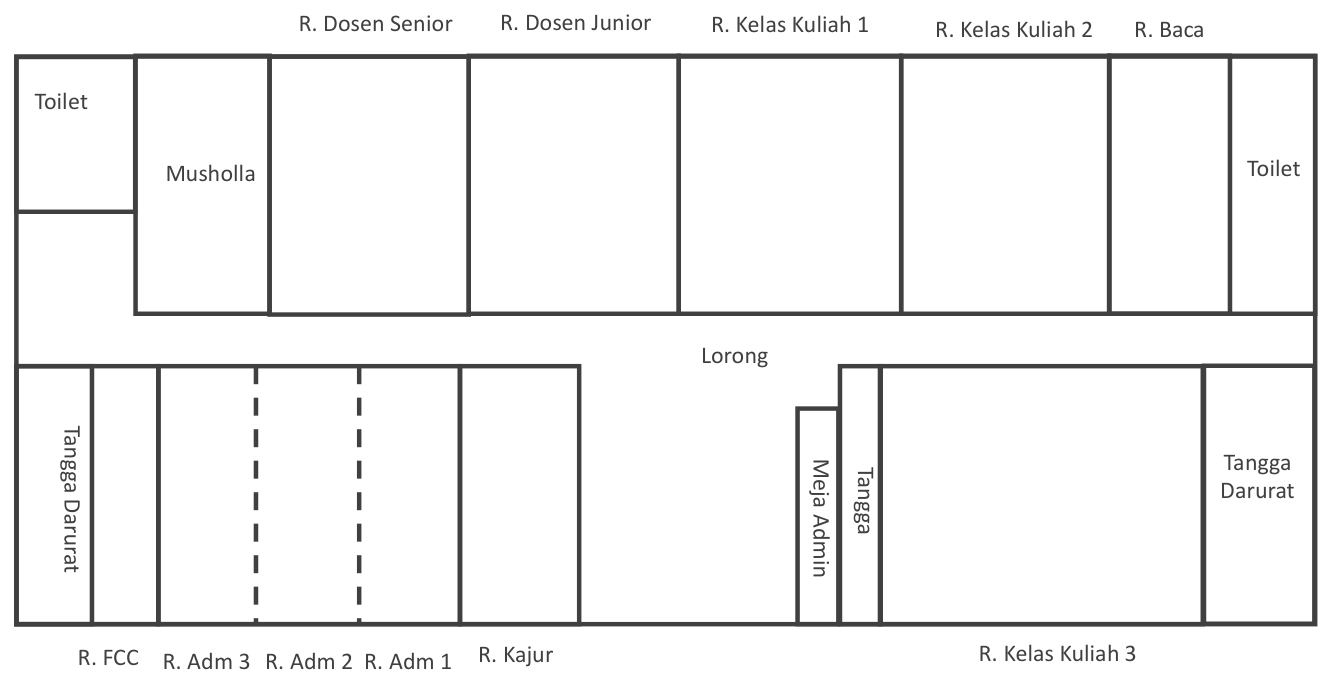 R. Dosen Senior
R. Dosen Junior
R. Kelas Kuliah 1
R. Kelas Kuliah 2
R. Baca
Toilet
Musholla
Toilet
Lorong
Tangga Darurat
Meja Admin
Tangga
Tangga
Darurat
R. FCC
R. Adm 3
R. Adm 2
R. Adm 1
R. Kajur
R. Kelas Kuliah 3